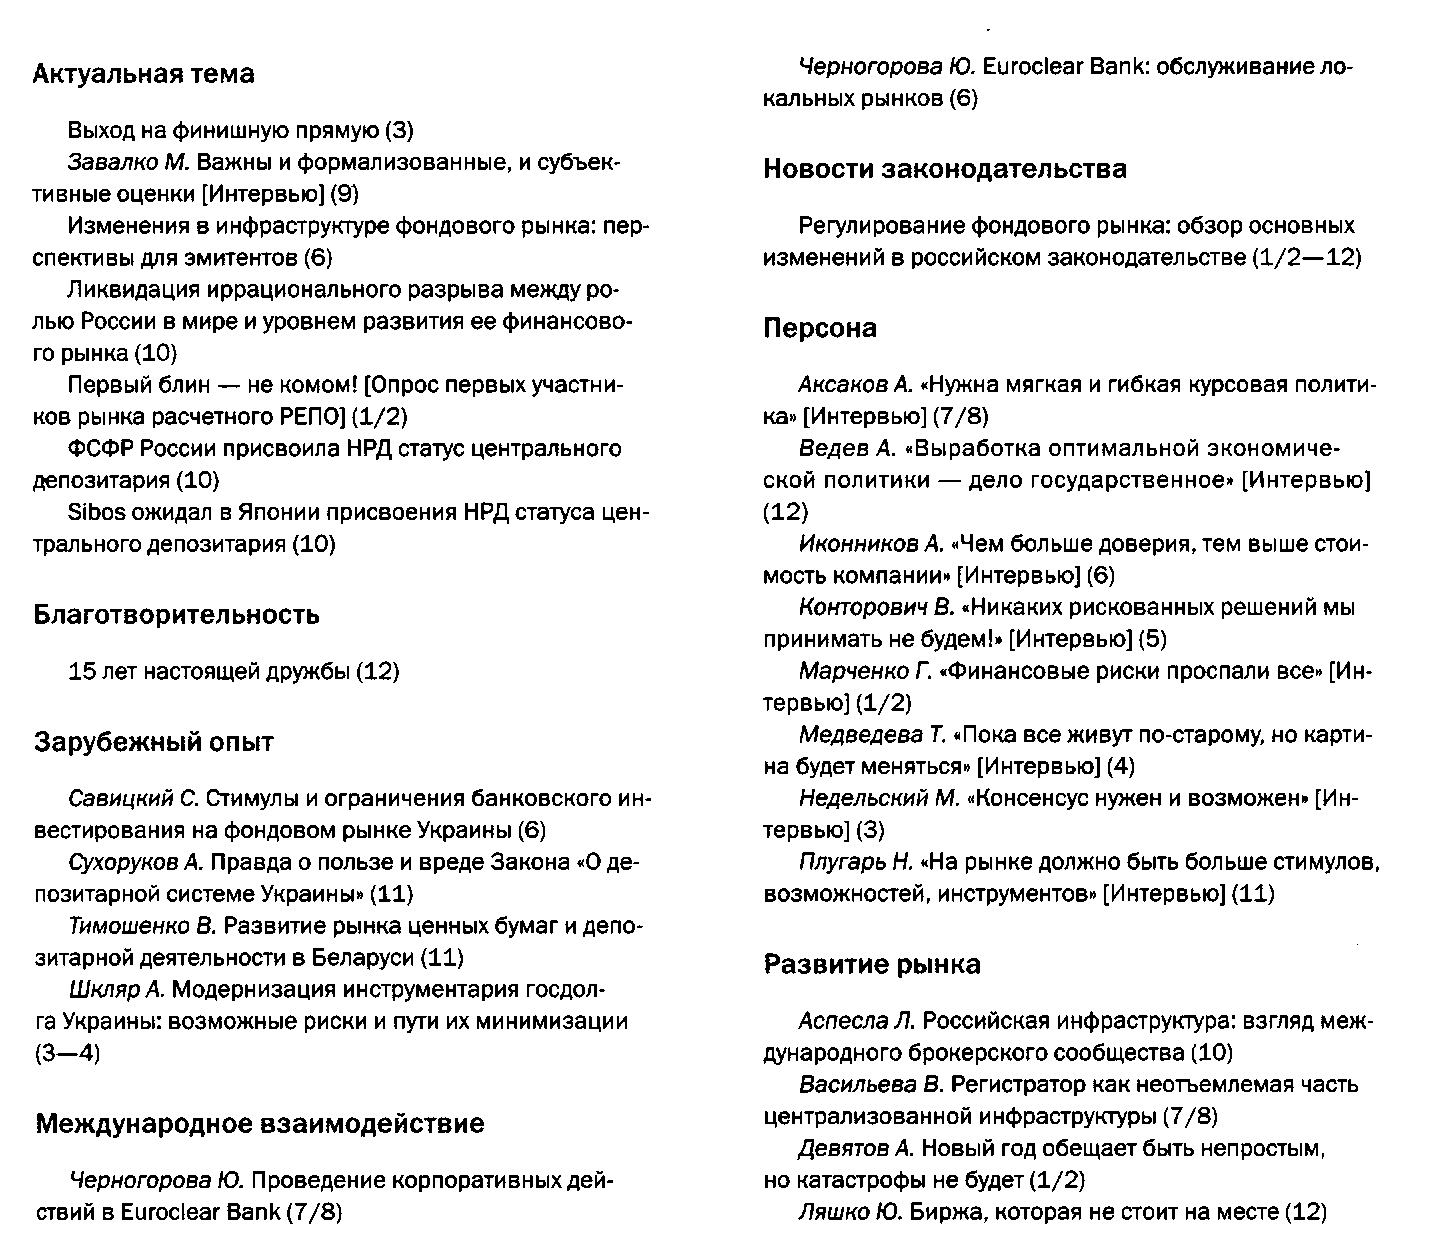 Актуальная тема
Выход на финишную прямую (3)
Завалко М. Важны и формализованные, и субъек-
тивные оценки [Интервью] (9)
Изменения в инфраструктуре фондового рынка: пер-
спективы для эмитентов (6)
Ликвидация иррационального разрыва между ро-
лью России в мире и уровнем развития ее финансово-
го рынка (10)
Первый блин — не комом! [Опрос первых участни-
ков рынка расчетного РЕПО] (1/2)
ФСФР России присвоила НРД статус центрального
депозитария (10)
Sibos ожидал в Японии присвоения НРД статуса цен-
трального депозитария (10)
Благотворительность
15 лет настоящей дружбы (12)
Зарубежный опыт
Савицкий С. Стимулы и ограничения банковского ин-
вестирования на фондовом рынке Украины (6)
Сухоруков А. Правда о пользе и вреде Закона «О де-
позитарной системе Украины» (11)
Тимошенко В. Развитие рынка ценных бумаг и депо-
зитарной деятельности в Беларуси (11)
Шкляр А. Модернизация инструментария госдол-
га Украины: возможные риски и пути их минимизации
(3—4)
Международное взаимодействие
Черногорова Ю. Проведение корпоративных дей-
ствий в Euroclear Bank (7/8)
Черногорова Ю. Euroclear Bank: обслуживание ло-
кальных рынков (6)
Новости законодательства
Регулирование фондового рынка: обзор основных
изменений в российском законодательстве (1/2—12)
Персона
Аксаков А. «Нужна мягкая и гибкая курсовая полити-
ка» [Интервью] (7/8)
Ведев А. «Выработка оптимальной экономиче-
ской политики — дело государственное» [Интервью]
(12)
Иконников А. «Чем больше доверия, тем выше стои-
мость компании» [Интервью] (6)
Конторович В. «Никаких рискованных решений мы
принимать не будем!» [Интервью] (5)
Марченко Г. «Финансовые риски проспали все» [Ин-
тервью] (1/2)
Медведева Т. «Пока все живут по-старому, но карти-
на будет меняться» [Интервью] (4)
Недельский М. «Консенсус нужен и возможен» [Ин-
тервью] (3)
Плугарь Н. «На рынке должно быть больше стимулов,
возможностей, инструментов» [Интервью] (11)
Развитие рынка
Аспесла Л. Российская инфраструктура: взгляд меж-
дународного брокерского сообщества (10)
Васильева В. Регистратор как неотъемлемая часть
централизованной инфраструктуры (7/8)
Девятов А. Новый год обещает быть непростым,
но катастрофы не будет (1/2)
Ляшко Ю. Биржа, которая не стоит на месте (12)